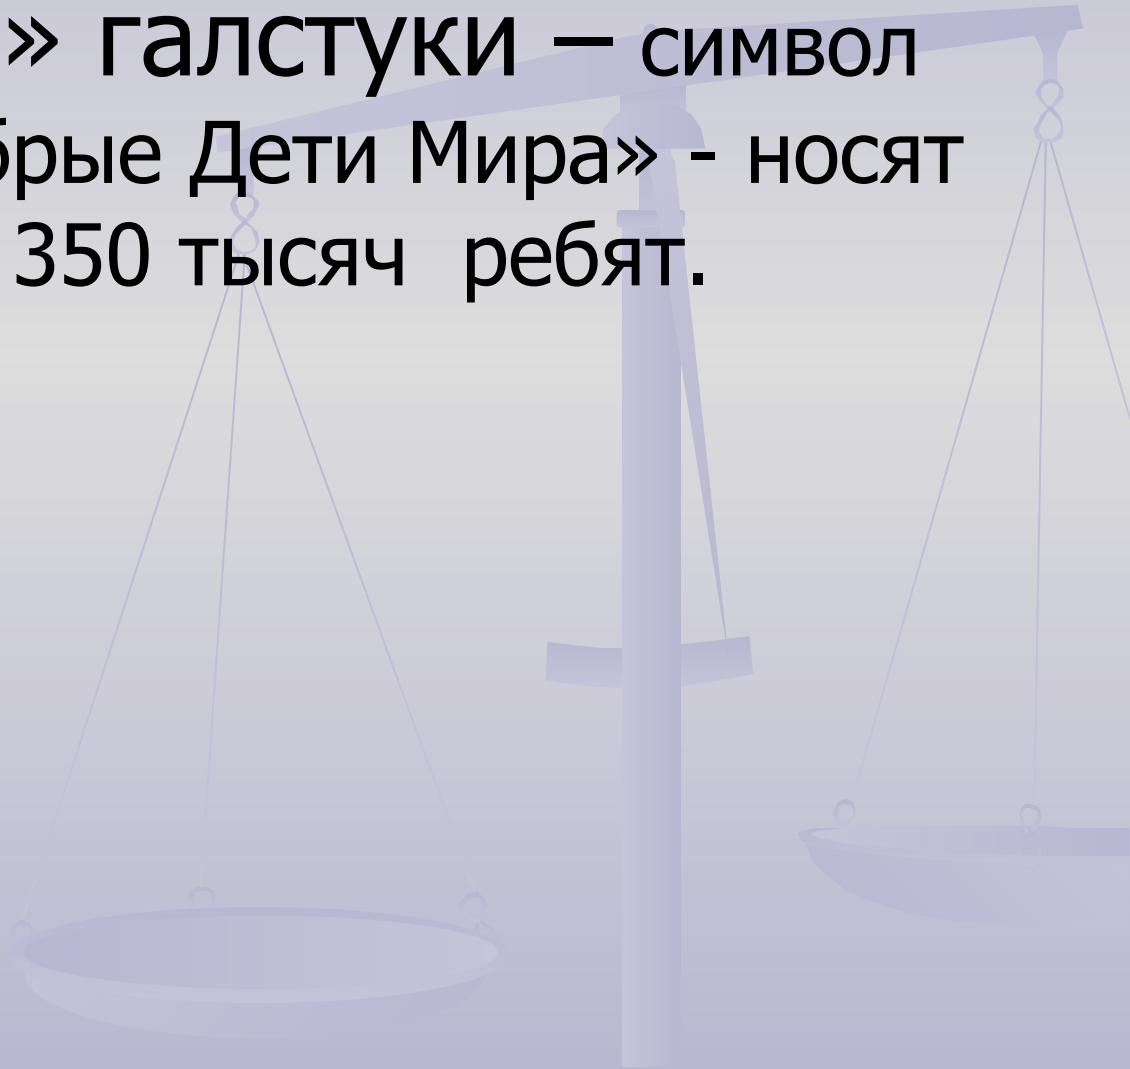 » галстуки – символ
брые Дети Мира» - носят
350 тысяч ребят.